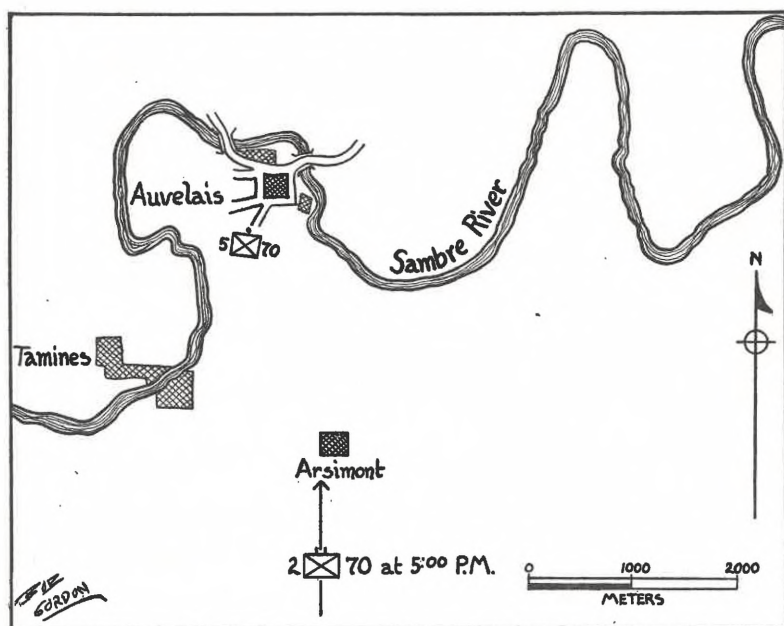 Auvelais
5 70
Sambre River
N
Tamines
Arsimont
2 70 at 5:00 P.M.
0 1000 2000
METERS
GORDON